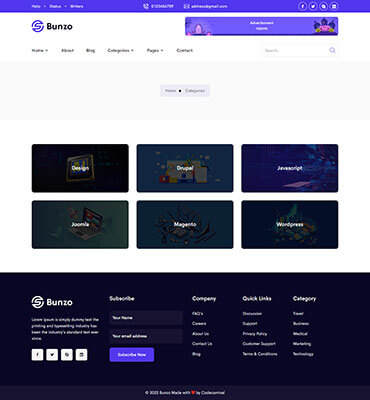 Help • Status • Writers
0123456789
address@gmail.com
Bunzo
Advertisement
Home
About
Blog
Categories
Pages
Contact
Search
Home • Categories
Design
Drupal
Javascript
Joomla
Magento
Wordpress
Bunzo
Lorem Ipsum is simply dummy text the
printing and typesetting industry has
been the industry's standard text ever
since.
Subscribe
Your Name
Your email address
Subscribe Now
Company
FAQ's
Careers
About Us
Contact Us
Blog
Quick Links
Discussion
Support
Privacy Policy
Customer Support
Terms & Conditions
Category
Travel
Business
Medical
Marketing
Technology
© 2022 Bunzo Made with ❤ by Codecarnival